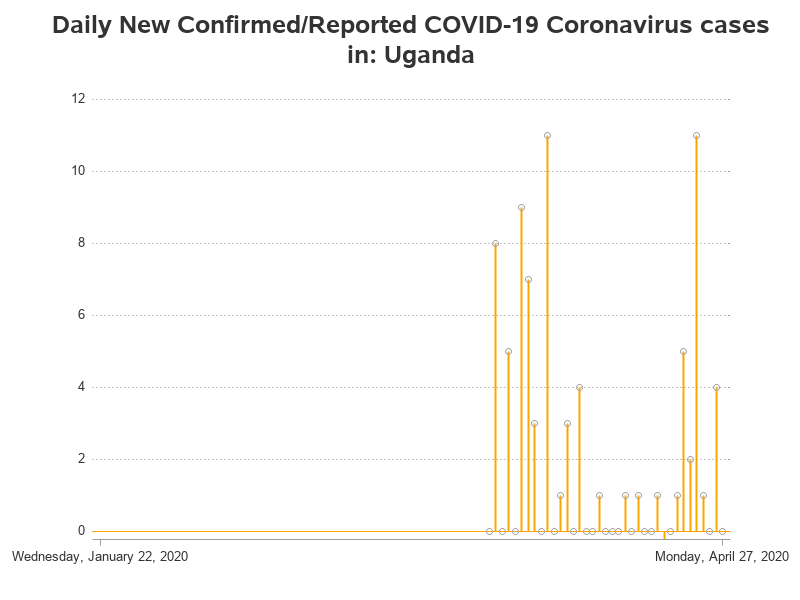 Daily New Confirmed/Reported COVID-19 Coronavirus cases
in: Uganda
12
10
8
6
4
2
0
Wednesday, January 22, 2020 Monday, April 27, 2020